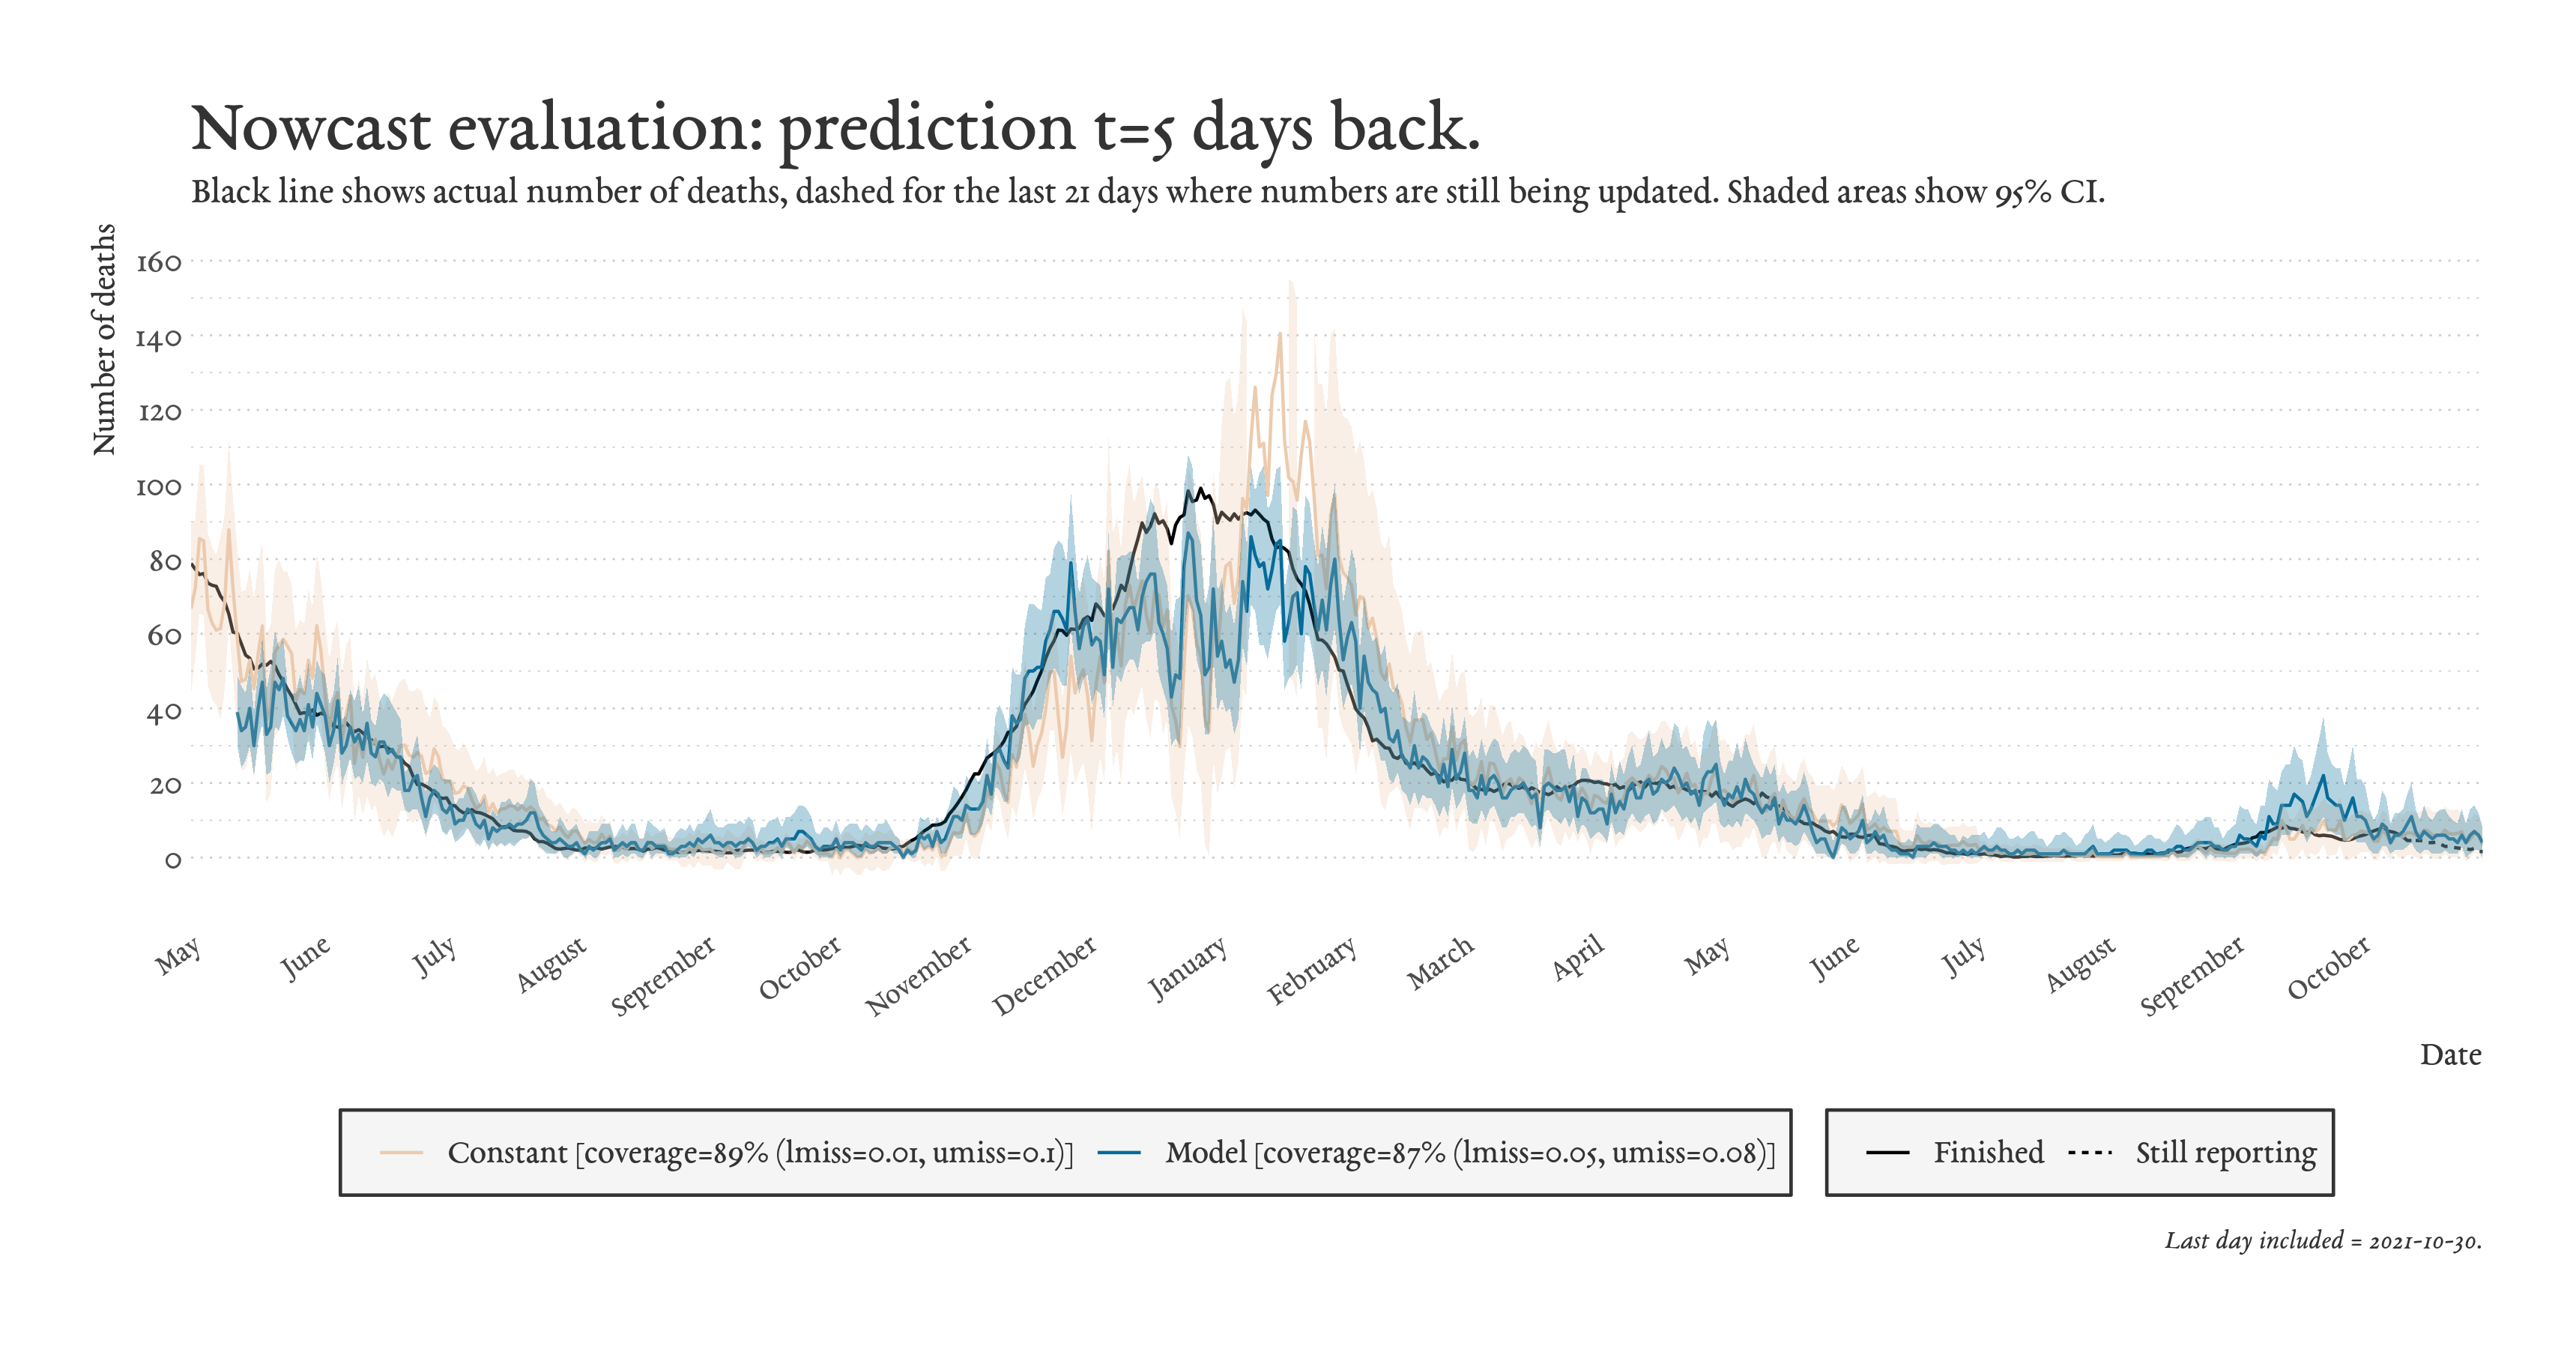 Nowcast evaluation: prediction t=5 days back.
Black line shows actual number of deaths, dashed for the last 21 days where numbers are still being updated. Shaded areas show 95% CI.
Number of deaths
160
140
120
100
80
60
40
20
0
May
June
July
August
September
October
November
December
January
February
March
April
May
June
July
August
September
October
Date
Constant [coverage=89% (lmiss=0.01, umiss=0.1)]
Model [coverage=87% (lmiss=0.05, umiss=0.08)]
Finished
Still reporting
Last day included = 2021-10-30.